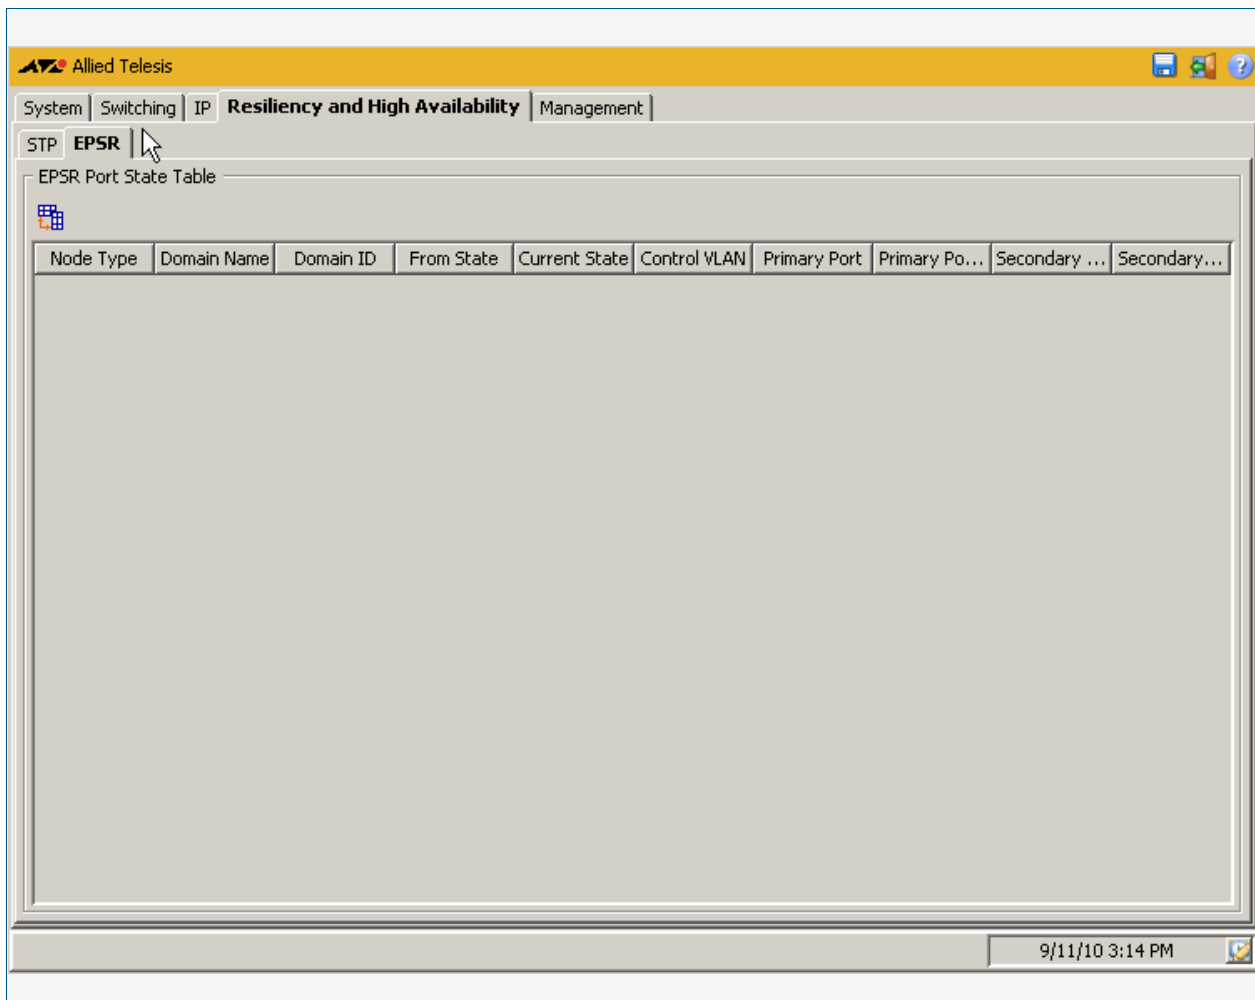 Allied Telesis
System Switching IP Resiliency and High Availability Management
STP EPSR
EPSR Port State Table
Node Type Domain Name Domain ID From State Current State Control VLAN Primary Port Primary Po... Secondary ... Secondary...
9/11/10 3:14 PM